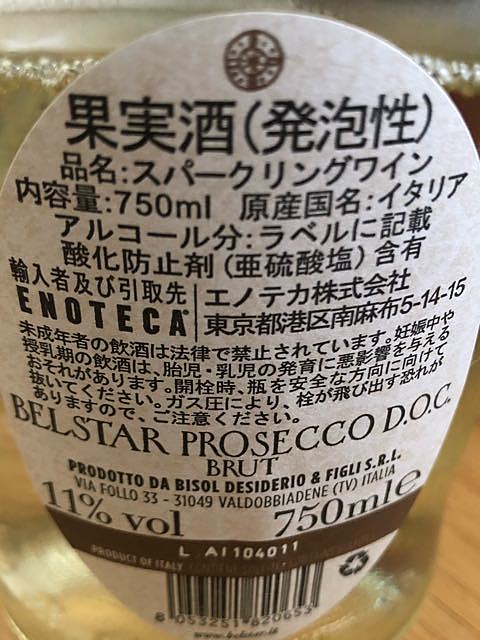 果実酒(発泡性)
品名:スパークリングワイン
内容量:750ml 原産国名:イタリア
アルコール分:ラベルに記載
酸化防止剤(亜硫酸塩)含有
輸入者及び引取先 エノテカ株式会社
ENOTECA 東京都港区南麻布5-14-15
未成年者の飲酒は法律で禁止されています。妊娠中や
授乳期の飲酒は、胎児・乳児の発育に悪影響を与える
おそれがあります。開栓時、瓶を安全な方向に向けて
抜いてください。ガス圧により、栓が飛び出す恐れが
ありますので、ご注意ください。
BELSTAR PROSECCO D.O.C.
BRUT
PRODOTTO DA BISOL DESIDERIO & FIGLI S.R.L.
VIA FOLLO 33 - 31049 VALDOBBIADENE (TV) ITALIA
11% vol 750ml e
L AI104011
PRODUCT OF ITALY
8 053251 820653
www.belstar.it